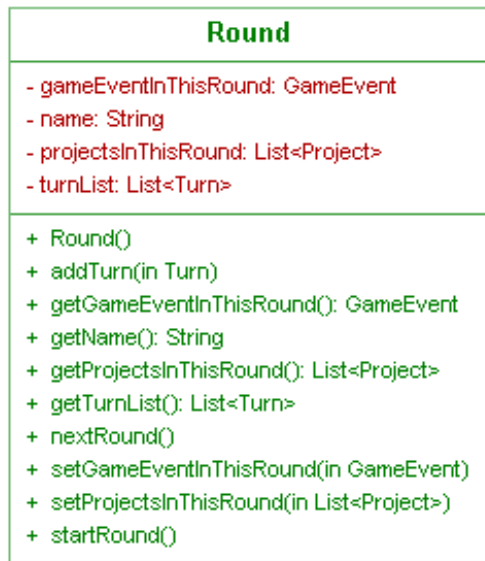 Round
- gameEventInThisRound: GameEvent
- name: String
- projectsInThisRound: List<Project>
- turnList: List<Turn>
+ Round()
+ addTurn(in Turn)
+ getGameEventInThisRound(): GameEvent
+ getName(): String
+ getProjectsInThisRound(): List<Project>
+ getTurnList(): List<Turn>
+ nextRound()
+ setGameEventInThisRound(in GameEvent)
+ setProjectsInThisRound(in List<Project>)
+ startRound()